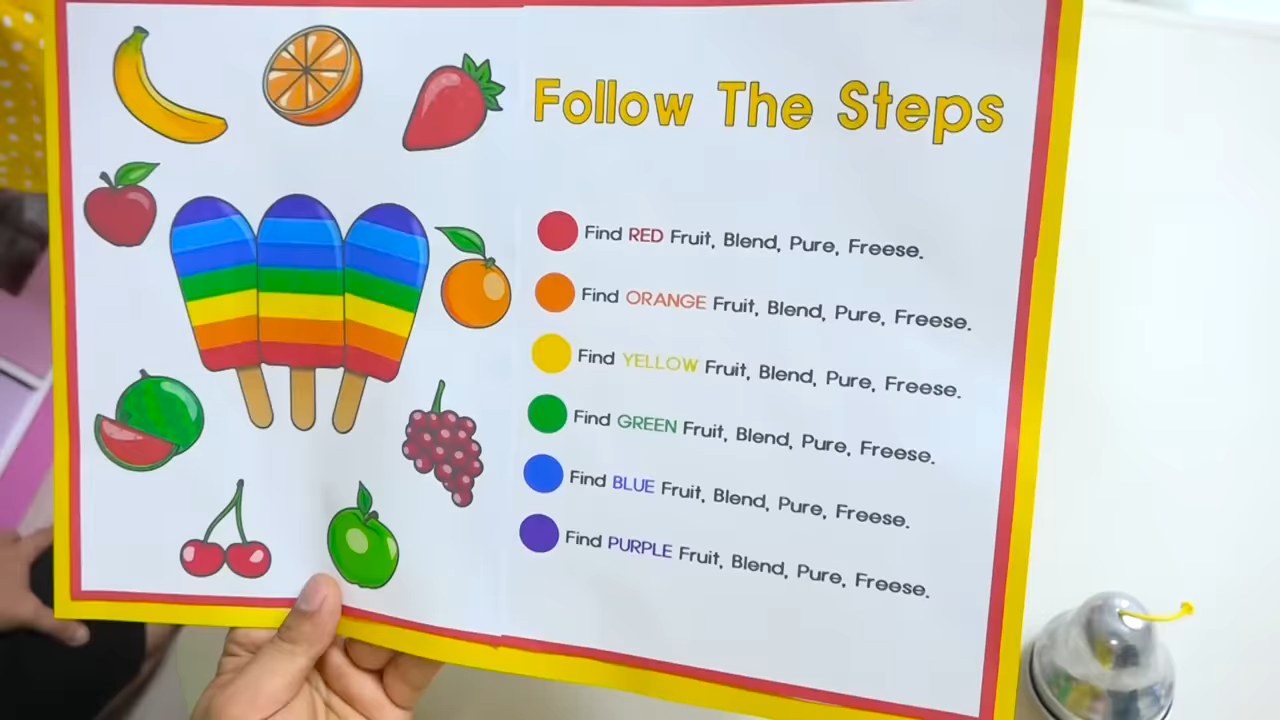 Follow The Steps
Find RED Fruit, Blend, Pure, Freese.
Find ORANGE Fruit, Blend, Pure, Freese.
Find YELLOW Fruit, Blend, Pure, Freese.
Find GREEN Fruit, Blend, Pure, Freese.
Find BLUE Fruit, Blend, Pure, Freese.
Find PURPLE Fruit, Blend, Pure, Freese.